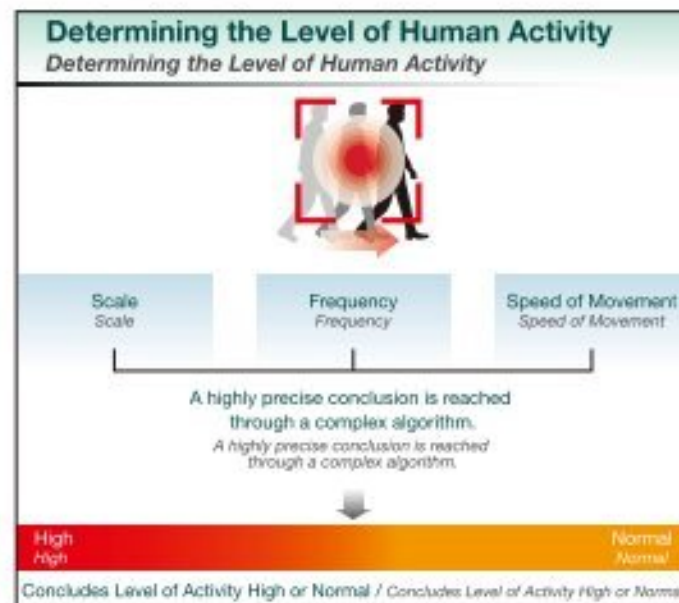 Determining the Level of Human Activity
Determining the Level of Human Activity
Scale
Scale
Frequency
Frequency
Speed of Movement
Speed of Movement
A highly precise conclusion is reached
through a complex algorithm.
A highly precise conclusion is reached
through a complex algorithm.
High
High
Normal
Normal
Concludes Level of Activity High or Normal / Concludes Level of Activity High or Normal